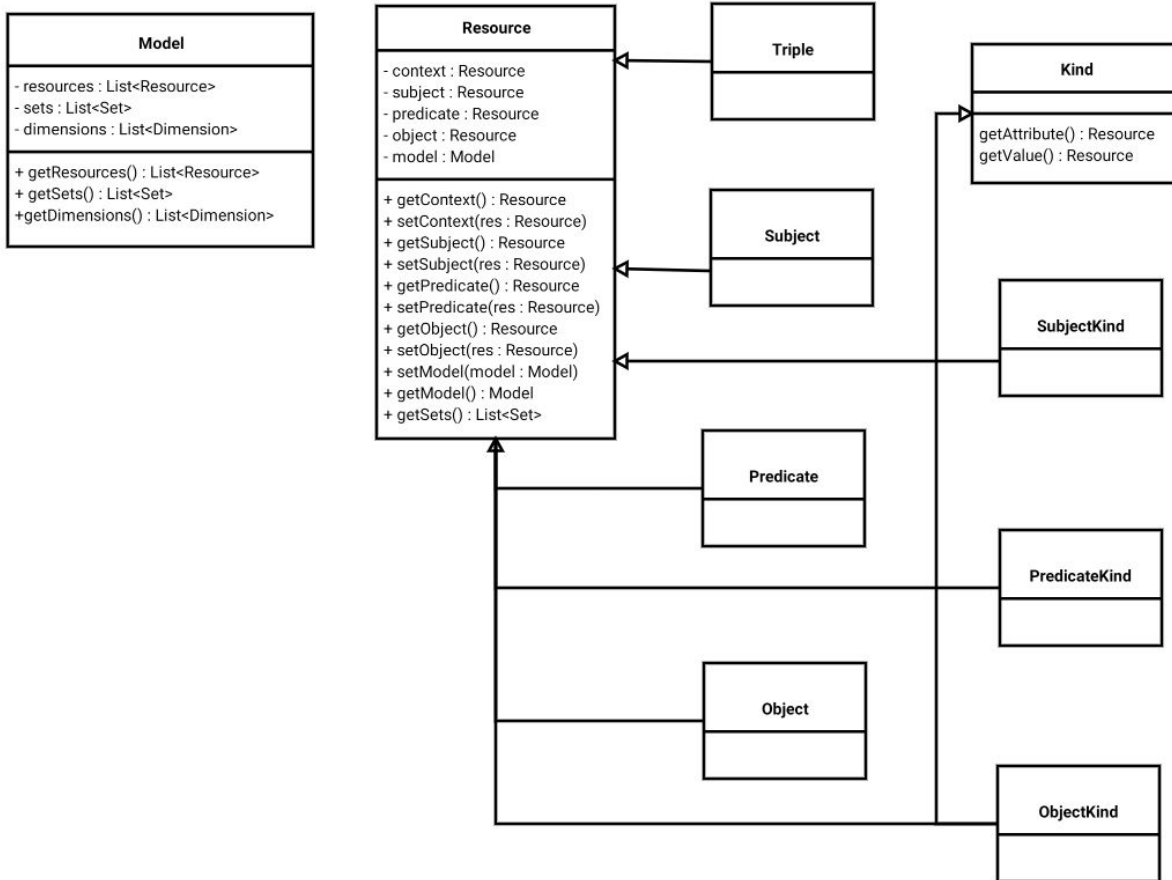 Model
- resources : List<Resource>
- sets : List<Set>
- dimensions : List<Dimension>
+ getResources() : List<Resource>
+ getSets() : List<Set>
+getDimensions() : List<Dimension>
Resource
- context : Resource
- subject : Resource
- predicate : Resource
- object : Resource
- model : Model
+ getContext() : Resource
+ setContext(res : Resource)
+ getSubject() : Resource
+ setSubject(res : Resource)
+ getPredicate() : Resource
+ setPredicate(res : Resource)
+ getObject() : Resource
+ setObject(res : Resource)
+ setModel(model : Model)
+ getModel() : Model
+ getSets() : List<Set>
Triple
Subject
Predicate
Object
Kind
getAttribute() : Resource
getValue() : Resource
SubjectKind
PredicateKind
ObjectKind